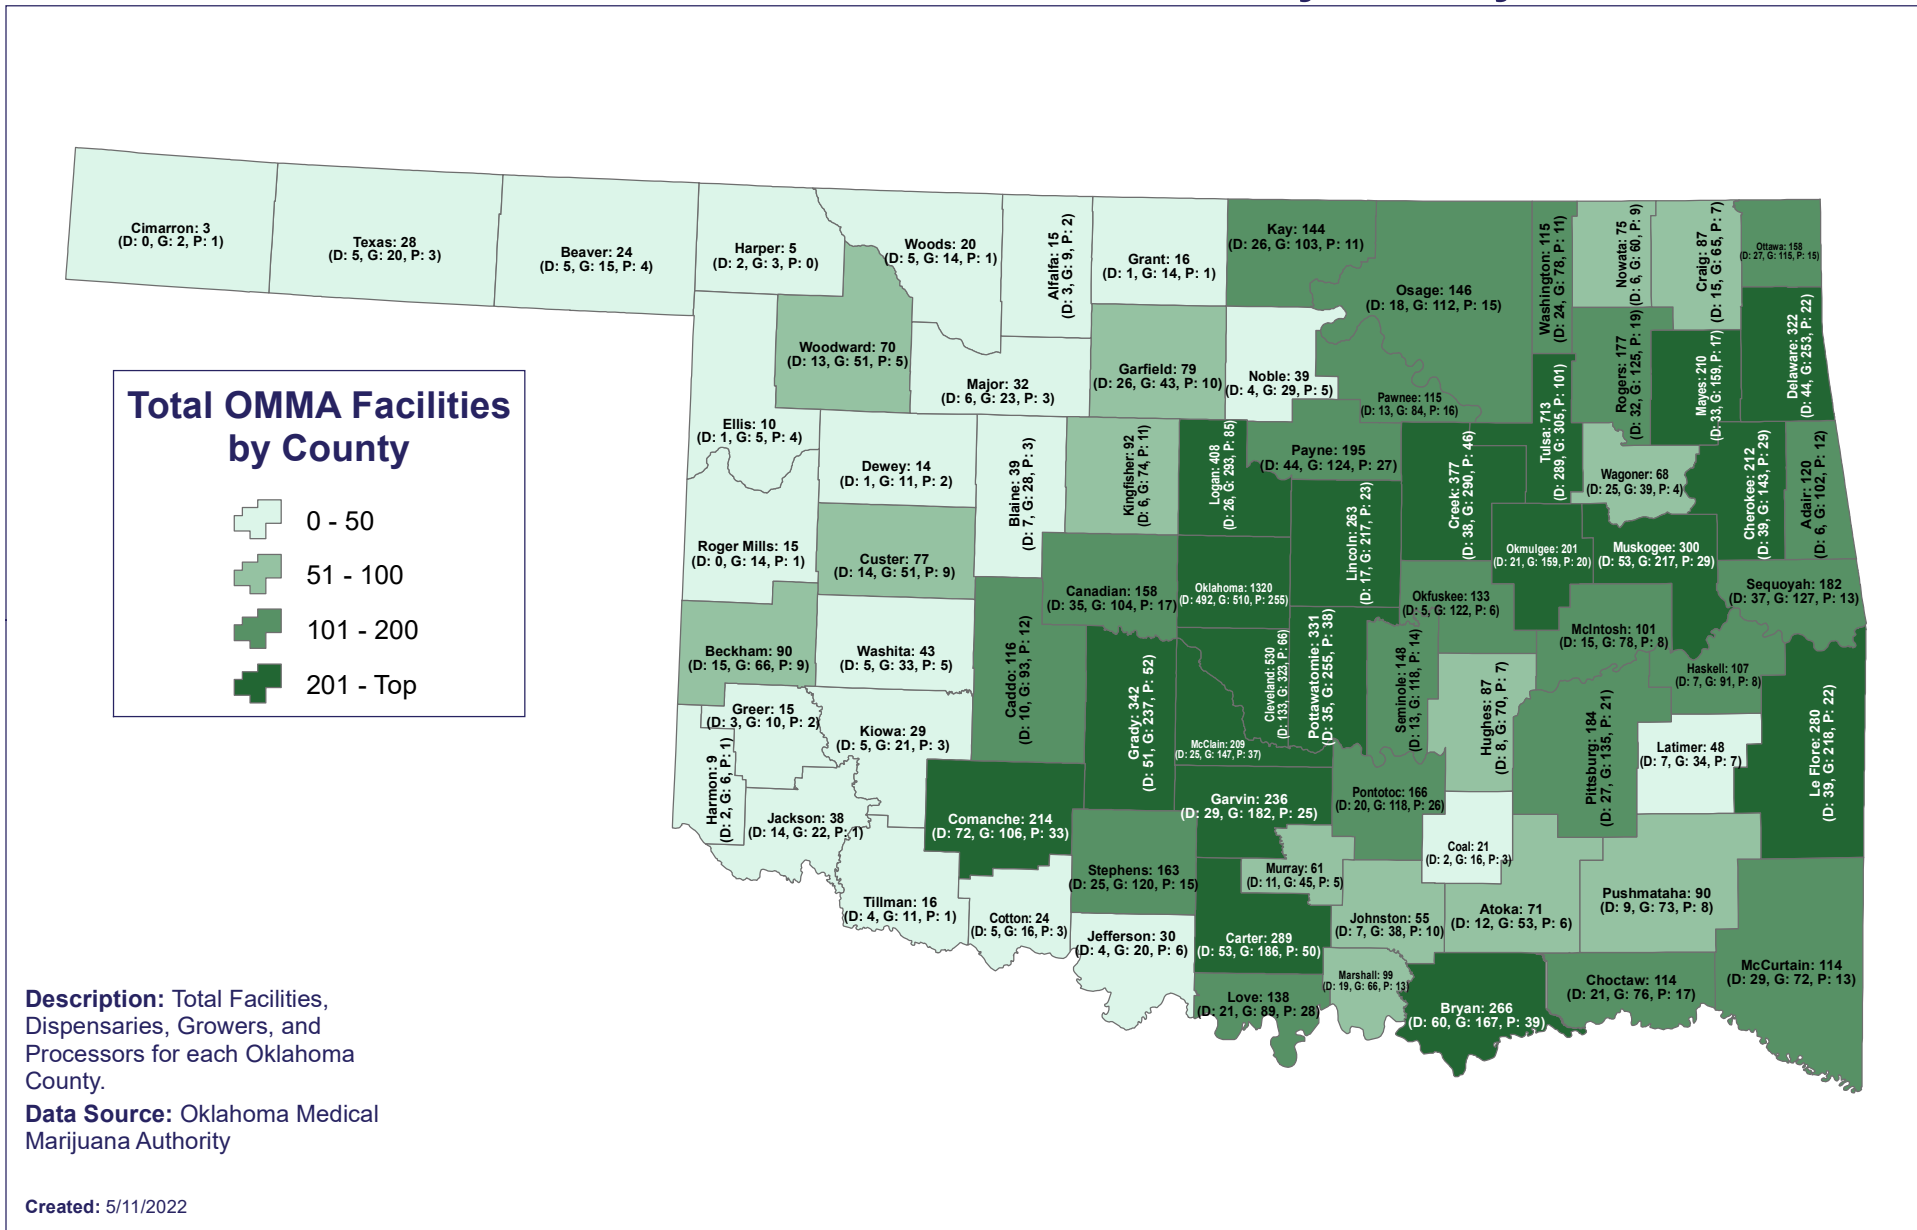 Cimarron: 3
(D: 0, G: 2, P: 1)
Texas: 28
(D: 5, G: 20, P: 3)
Beaver: 24
(D: 5, G: 15, P: 4)
Harper: 5
(D: 2, G: 3, P: 0)
Woods: 20
(D: 5, G: 14, P: 1)
Alfalfa: 15
(D: 3, G: 9, P: 2)
Grant: 16
(D: 1, G: 14, P: 1)
Kay: 144
(D: 26, G: 103, P: 11)
Osage: 146
(D: 18, G: 112, P: 15)
Washington: 115
(D: 24, G: 78, P: 11)
Nowata: 75
(D: 6, G: 60, P: 9)
Craig: 87
(D: 15, G: 65, P: 7)
Ottawa: 158
(D: 27, G: 115, P: 15)
Woodward: 70
(D: 13, G: 51, P: 5)
Major: 32
(D: 6, G: 23, P: 3)
Garfield: 79
(D: 26, G: 43, P: 10)
Noble: 39
(D: 4, G: 29, P: 5)
Pawnee: 115
(D: 13, G: 84, P: 16)
Tulsa: 713
(D: 289, G: 305, P: 101)
Rogers: 177
(D: 32, G: 125, P: 19)
Mayes: 210
(D: 33, G: 159, P: 17)
Delaware: 322
(D: 44, G: 253, P: 22)
Total OMMA Facilities
by County
0 - 50
51 - 100
101 - 200
201 - Top
Ellis: 10
(D: 1, G: 5, P: 4)
Dewey: 14
(D: 1, G: 11, P: 2)
Blaine: 39
(D: 7, G: 28, P: 3)
Kingfisher: 92
(D: 6, G: 74, P: 11)
Logan: 408
(D: 26, G: 293, P: 85)
Payne: 195
(D: 44, G: 124, P: 27)
Creek: 377
(D: 38, G: 290, P: 46)
Wagoner: 68
(D: 25, G: 39, P: 4)
Cherokee: 212
(D: 39, G: 143, P: 29)
Adair: 120
(D: 6, G: 102, P: 12)
Roger Mills: 15
(D: 0, G: 14, P: 1)
Custer: 77
(D: 14, G: 51, P: 9)
Canadian: 158
(D: 35, G: 104, P: 17)
Oklahoma: 1320
(D: 492, G: 510, P: 255)
Lincoln: 263
(D: 17, G: 217, P: 23)
Okmulgee: 201
(D: 21, G: 159, P: 20)
Muskogee: 300
(D: 53, G: 217, P: 29)
Okfuskee: 133
(D: 5, G: 122, P: 6)
Sequoyah: 182
(D: 37, G: 127, P: 13)
Beckham: 90
(D: 15, G: 66, P: 9)
Washita: 43
(D: 5, G: 33, P: 5)
Caddo: 116
(D: 10, G: 93, P: 12)
Grady: 342
(D: 51, G: 237, P: 52)
Cleveland: 530
(D: 133, G: 323, P: 66)
Pottawatomie: 331
(D: 35, G: 255, P: 38)
Seminole: 148
(D: 13, G: 118, P: 14)
Hughes: 87
(D: 8, G: 70, P: 7)
McIntosh: 101
(D: 15, G: 78, P: 8)
Haskell: 107
(D: 7, G: 91, P: 8)
Greer: 15
(D: 3, G: 10, P: 2)
Kiowa: 29
(D: 5, G: 21, P: 3)
McClain: 209
(D: 25, G: 147, P: 37)
Pittsburg: 184
(D: 27, G: 135, P: 21)
Latimer: 48
(D: 7, G: 34, P: 7)
Le Flore: 280
(D: 39, G: 218, P: 22)
Harmon: 9
(D: 2, G: 6, P: 1)
Jackson: 38
(D: 14, G: 22, P: 1)
Comanche: 214
(D: 72, G: 106, P: 33)
Garvin: 236
(D: 29, G: 182, P: 25)
Pontotoc: 166
(D: 20, G: 118, P: 26)
Coal: 21
(D: 2, G: 16, P: 3)
Stephens: 163
(D: 25, G: 120, P: 15)
Murray: 61
(D: 11, G: 45, P: 5)
Tillman: 16
(D: 4, G: 11, P: 1)
Cotton: 24
(D: 5, G: 16, P: 3)
Jefferson: 30
(D: 4, G: 20, P: 6)
Carter: 289
(D: 53, G: 186, P: 50)
Johnston: 55
(D: 7, G: 38, P: 10)
Atoka: 71
(D: 12, G: 53, P: 6)
Pushmataha: 90
(D: 9, G: 73, P: 8)
Love: 138
(D: 21, G: 89, P: 28)
Marshall: 99
(D: 19, G: 66, P: 13)
Bryan: 266
(D: 60, G: 167, P: 39)
Choctaw: 114
(D: 21, G: 76, P: 17)
McCurtain: 114
(D: 29, G: 72, P: 13)
Description: Total Facilities,
Dispensaries, Growers, and
Processors for each Oklahoma
County.
Data Source: Oklahoma Medical
Marijuana Authority
Created: 5/11/2022